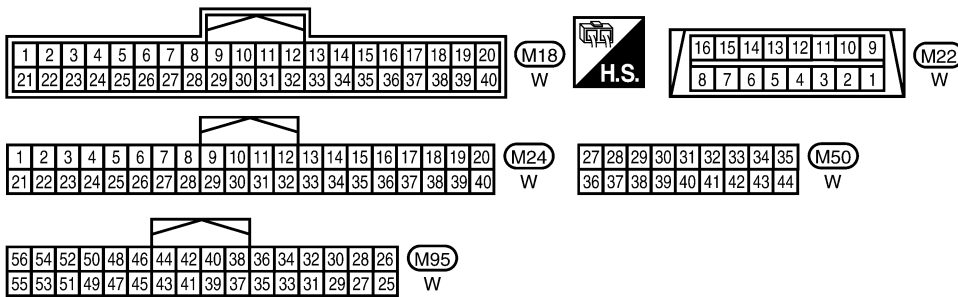 1 2 3 4 5 6 7 8 9 10 11 12 13 14 15 16 17 18 19 20
21 22 23 24 25 26 27 28 29 30 31 32 33 34 35 36 37 38 39 40
M18
W
H.S.
16 15 14 13 12 11 10 9
8 7 6 5 4 3 2 1
M22
W
1 2 3 4 5 6 7 8 9 10 11 12 13 14 15 16 17 18 19 20
21 22 23 24 25 26 27 28 29 30 31 32 33 34 35 36 37 38 39 40
M24
W
27 28 29 30 31 32 33 34 35
36 37 38 39 40 41 42 43 44
M50
W
56 54 52 50 48 46 44 42 40 38 36 34 32 30 28 26
55 53 51 49 47 45 43 41 39 37 35 33 31 29 27 25
M95
W